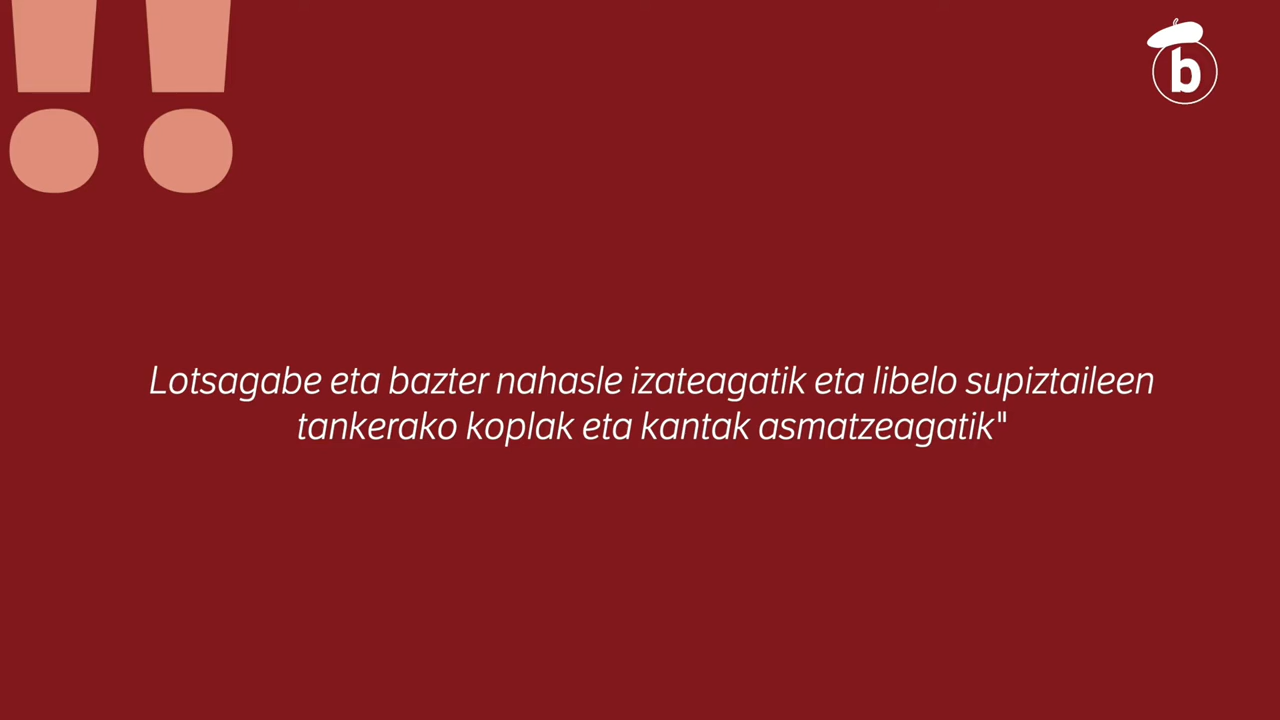 b
Lotsagabe eta bazter nahasle izateagatik eta libelo supiztaileen
tankerako koplak eta kantak asmatzeagatik"